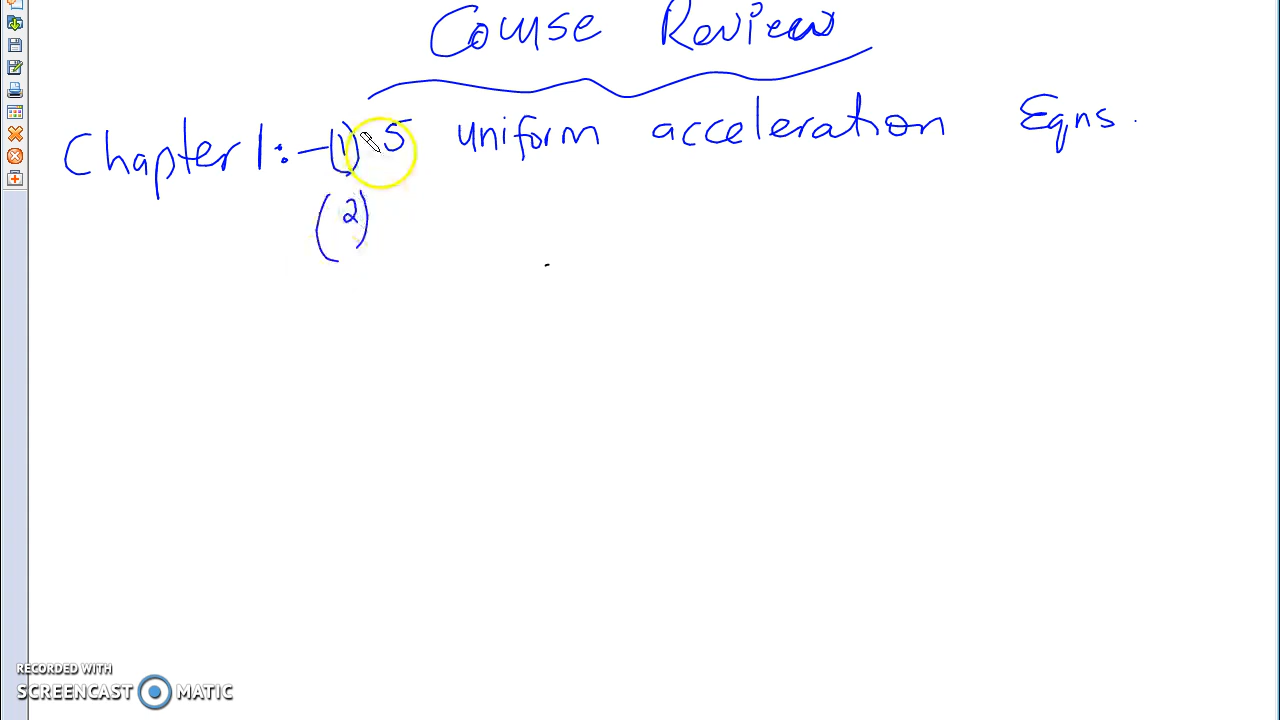 Course Review
Chapter 1: - (1) 5 uniform acceleration Eqns.
(2)
RECORDED WITH
SCREENCAST MATIC